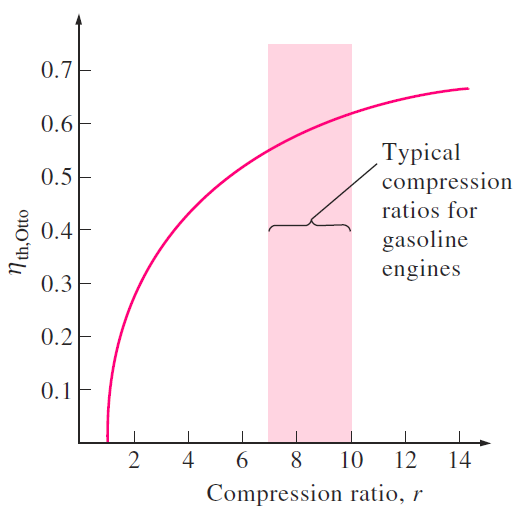 0.7
0.6
0.5
0.4
0.3
0.2
0.1
ηth,Otto
Typical
compression
ratios for
gasoline
engines
2 4 6 8 10 12 14
Compression ratio, r